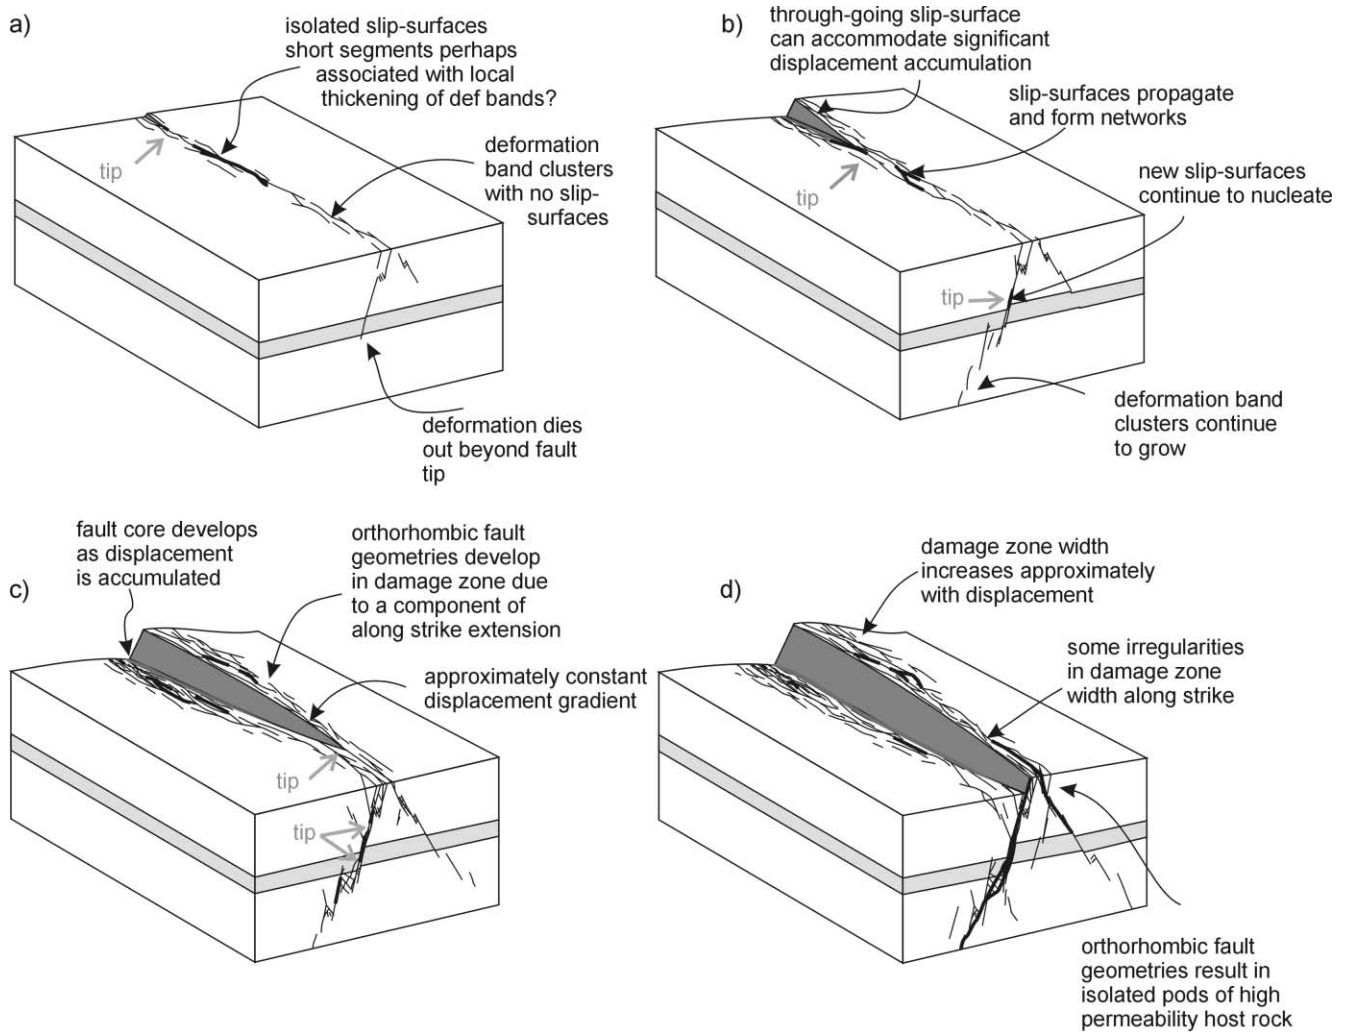 a)
isolated slip-surfaces
short segments perhaps
associated with local
thickening of def bands?
tip
deformation
band clusters
with no slip-
surfaces
deformation dies
out beyond fault
tip
b)
through-going slip-surface
can accommodate significant
displacement accumulation
slip-surfaces propagate
and form networks
new slip-surfaces
continue to nucleate
tip
tip
deformation band
clusters continue
to grow
c)
fault core develops
as displacement
is accumulated
orthorhombic fault
geometries develop
in damage zone due
to a component of
along strike extension
approximately constant
displacement gradient
tip
tip
d)
damage zone width
increases approximately
with displacement
some irregularities
in damage zone
width along strike
orthorhombic fault
geometries result in
isolated pods of high
permeability host rock